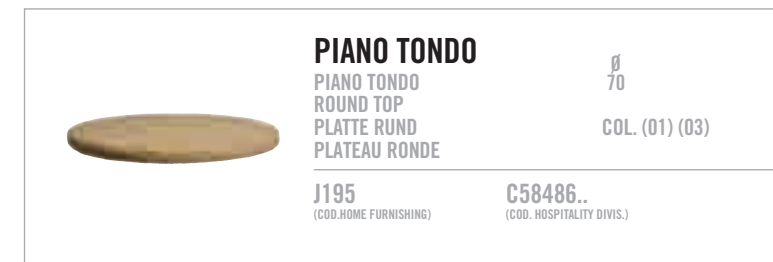 PIANO TONDO
PIANO TONDO
ROUND TOP
PLATTE RUND
PLATEAU RONDE
Ø
70
COL. (01) (03)
J195
(COD.HOME FURNISHING)
C58486..
(COD. HOSPITALITY DIVIS.)